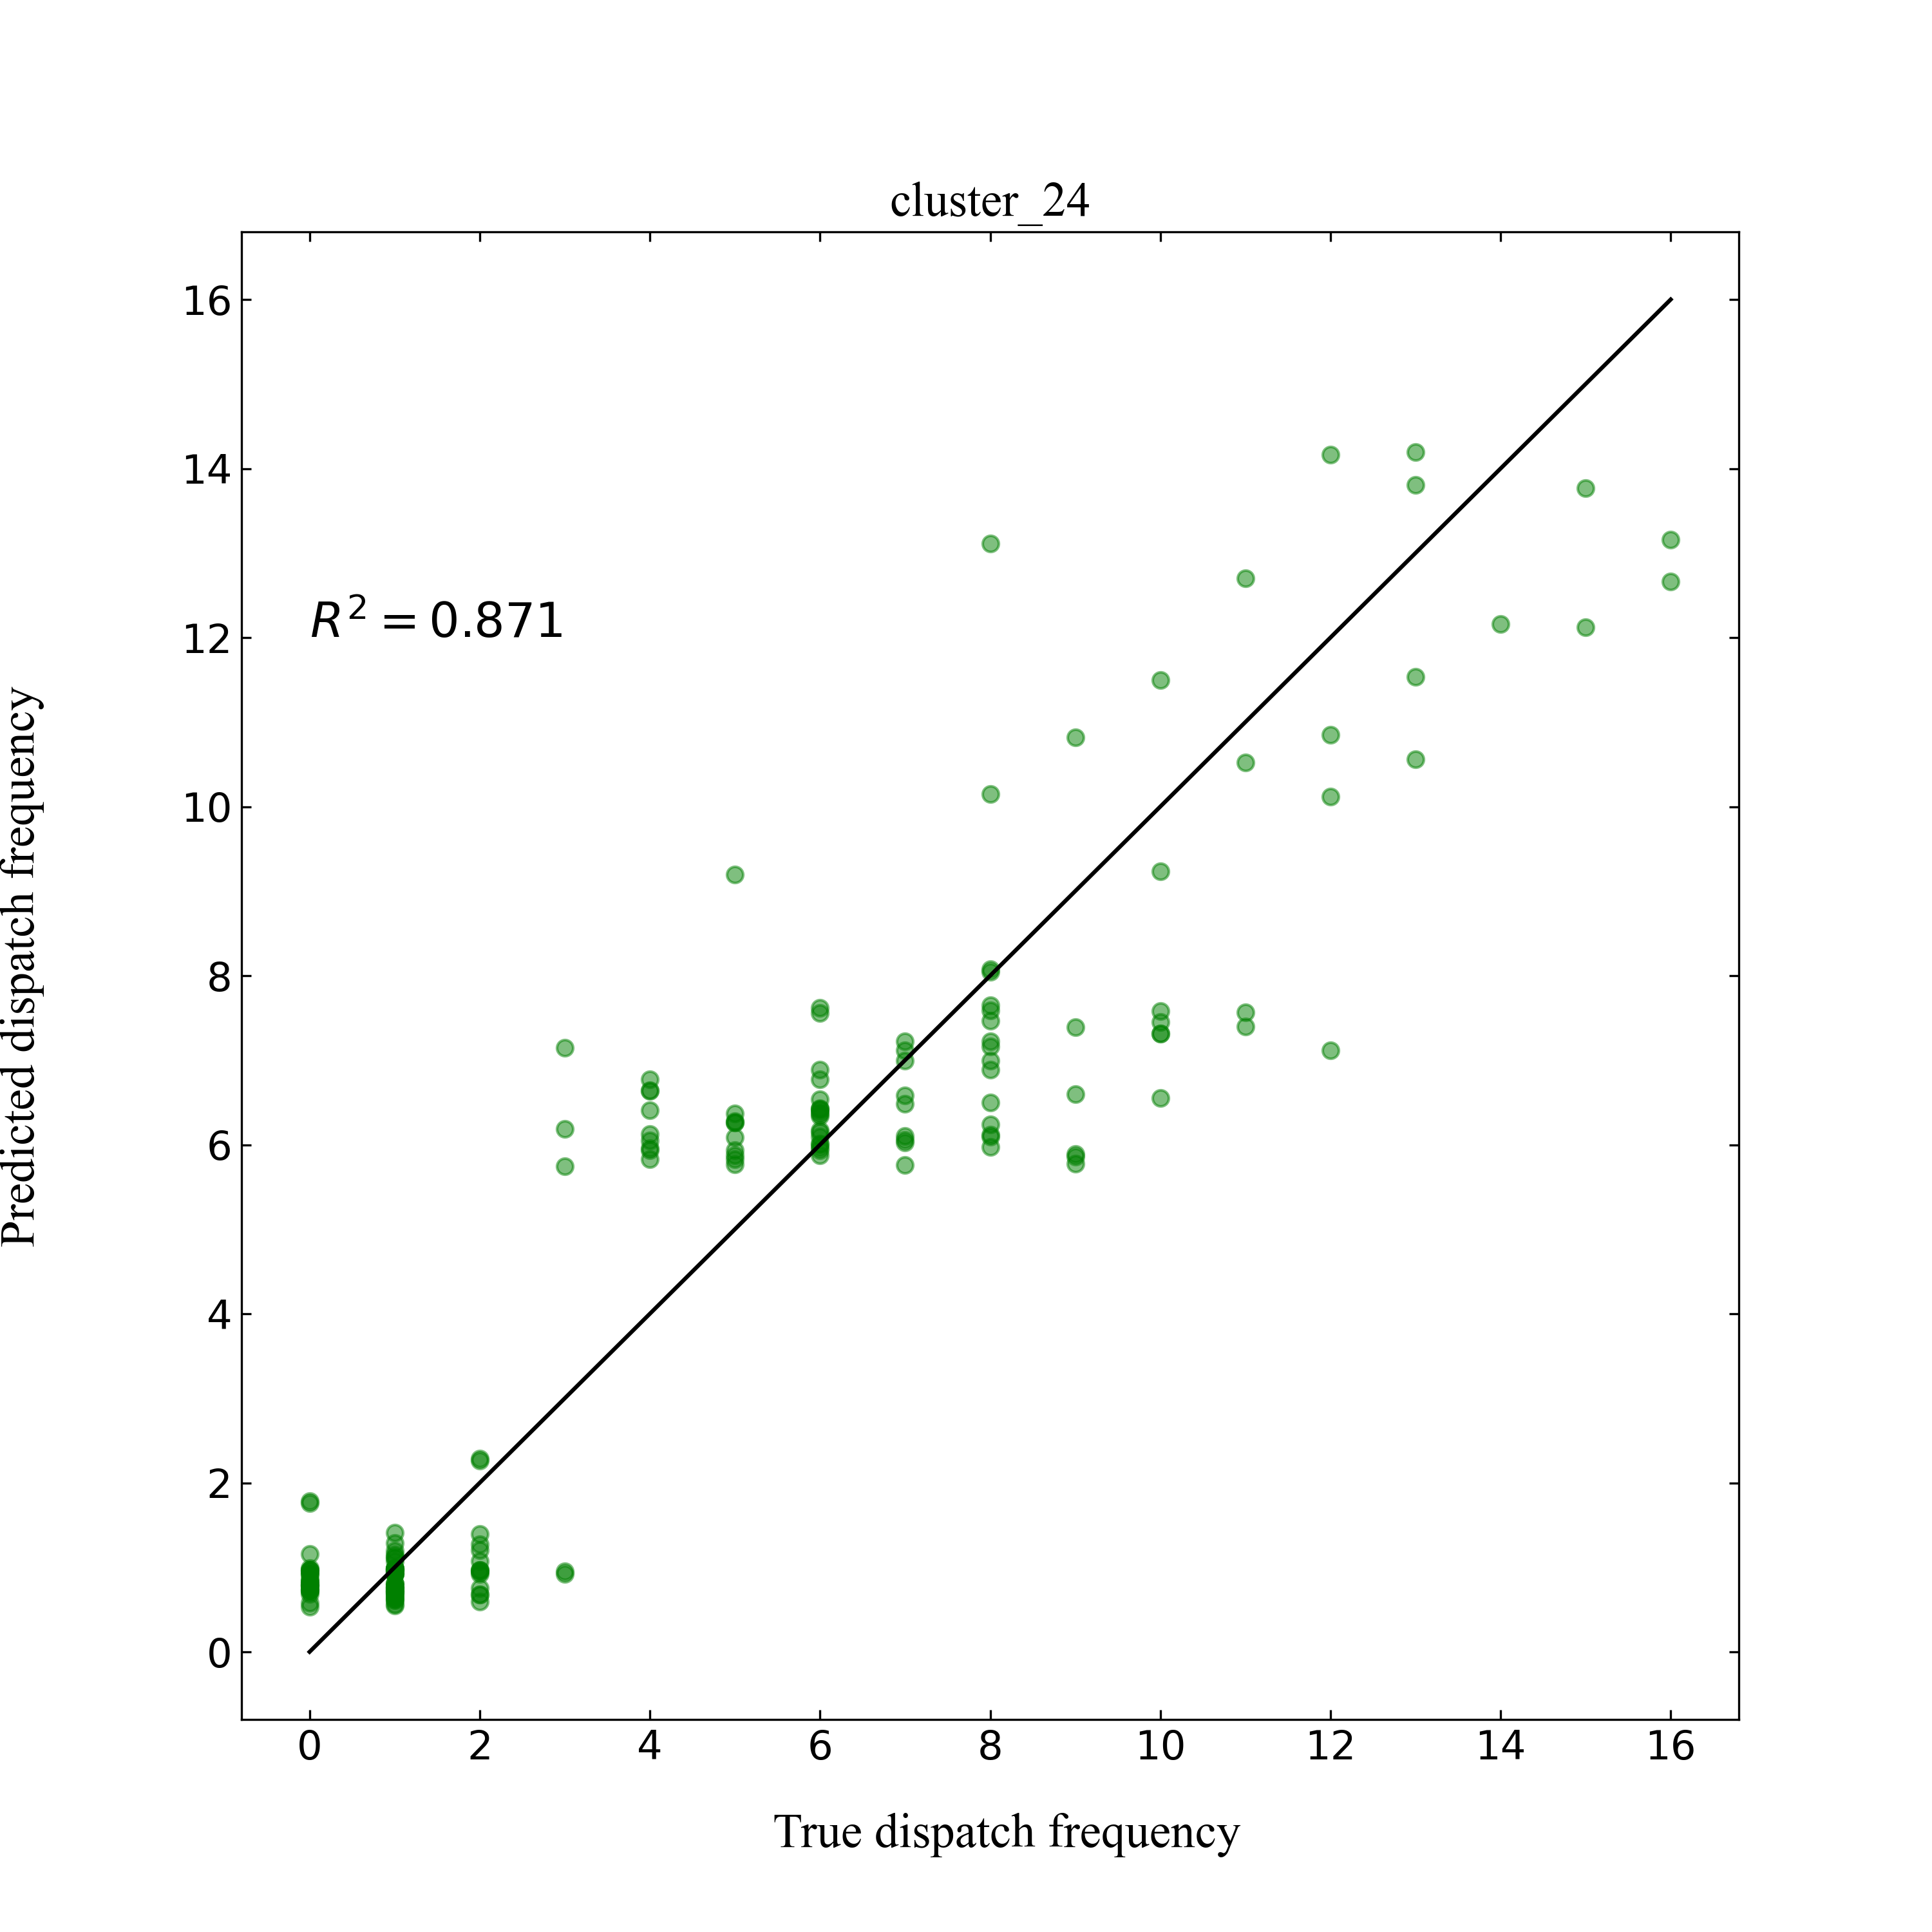 cluster_24
16
14
12
10
8
6
4
2
0
R² = 0.871
Predicted dispatch frequency
0 2 4 6 8 10 12 14 16
True dispatch frequency